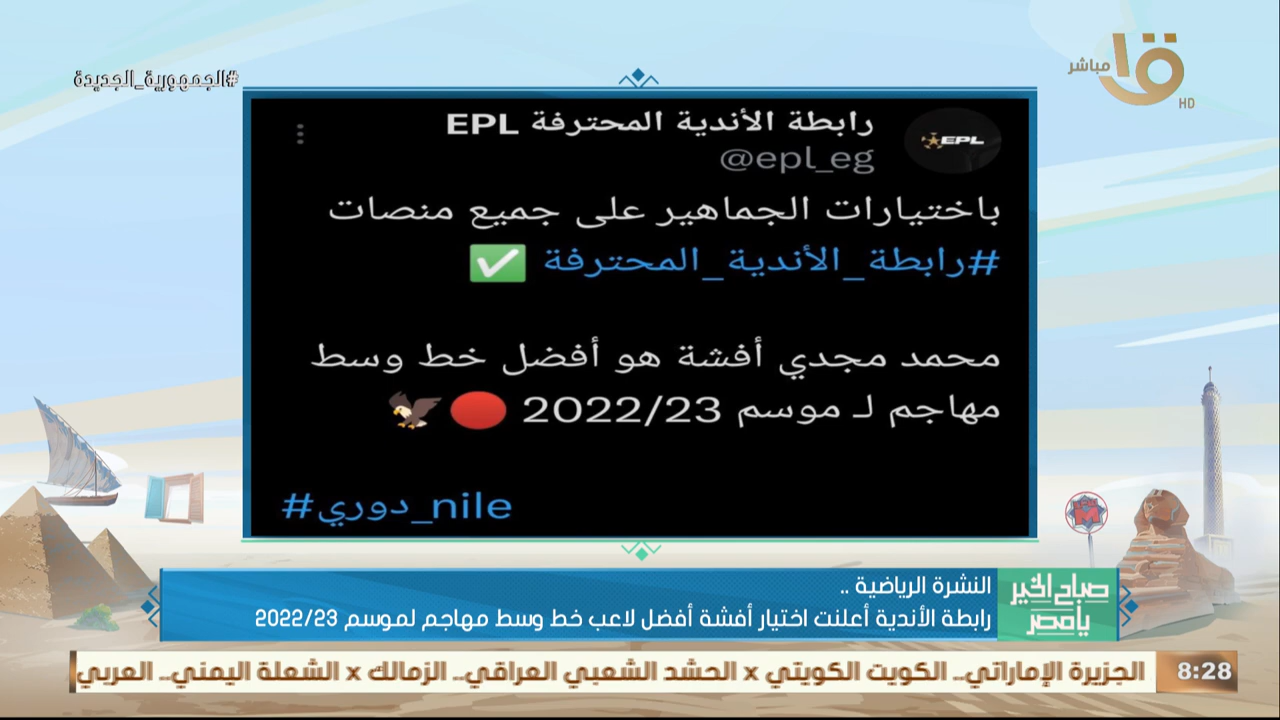 #الجمهورية_الجديدة
مباشر
HD
رابطة الأندية المحترفة EPL
@epl_eg
EPL
باختيارات الجماهير على جميع منصات
#رابطة_الأندية_المحترفة ✅
محمد مجدي أفشة هو أفضل خط وسط
مهاجم لـ موسم 2022/23 🔴🦅
#دوري_nile
صباح الخير
يا مصر
النشرة الرياضية ..
رابطة الأندية أعلنت اختيار أفشة أفضل لاعب خط وسط مهاجم لموسم 2022/23
8:28
الجزيرة الإماراتي.. الكويت الكويتي x الحشد الشعبي العراقي.. الزمالك x الشعلة اليمني.. العربي